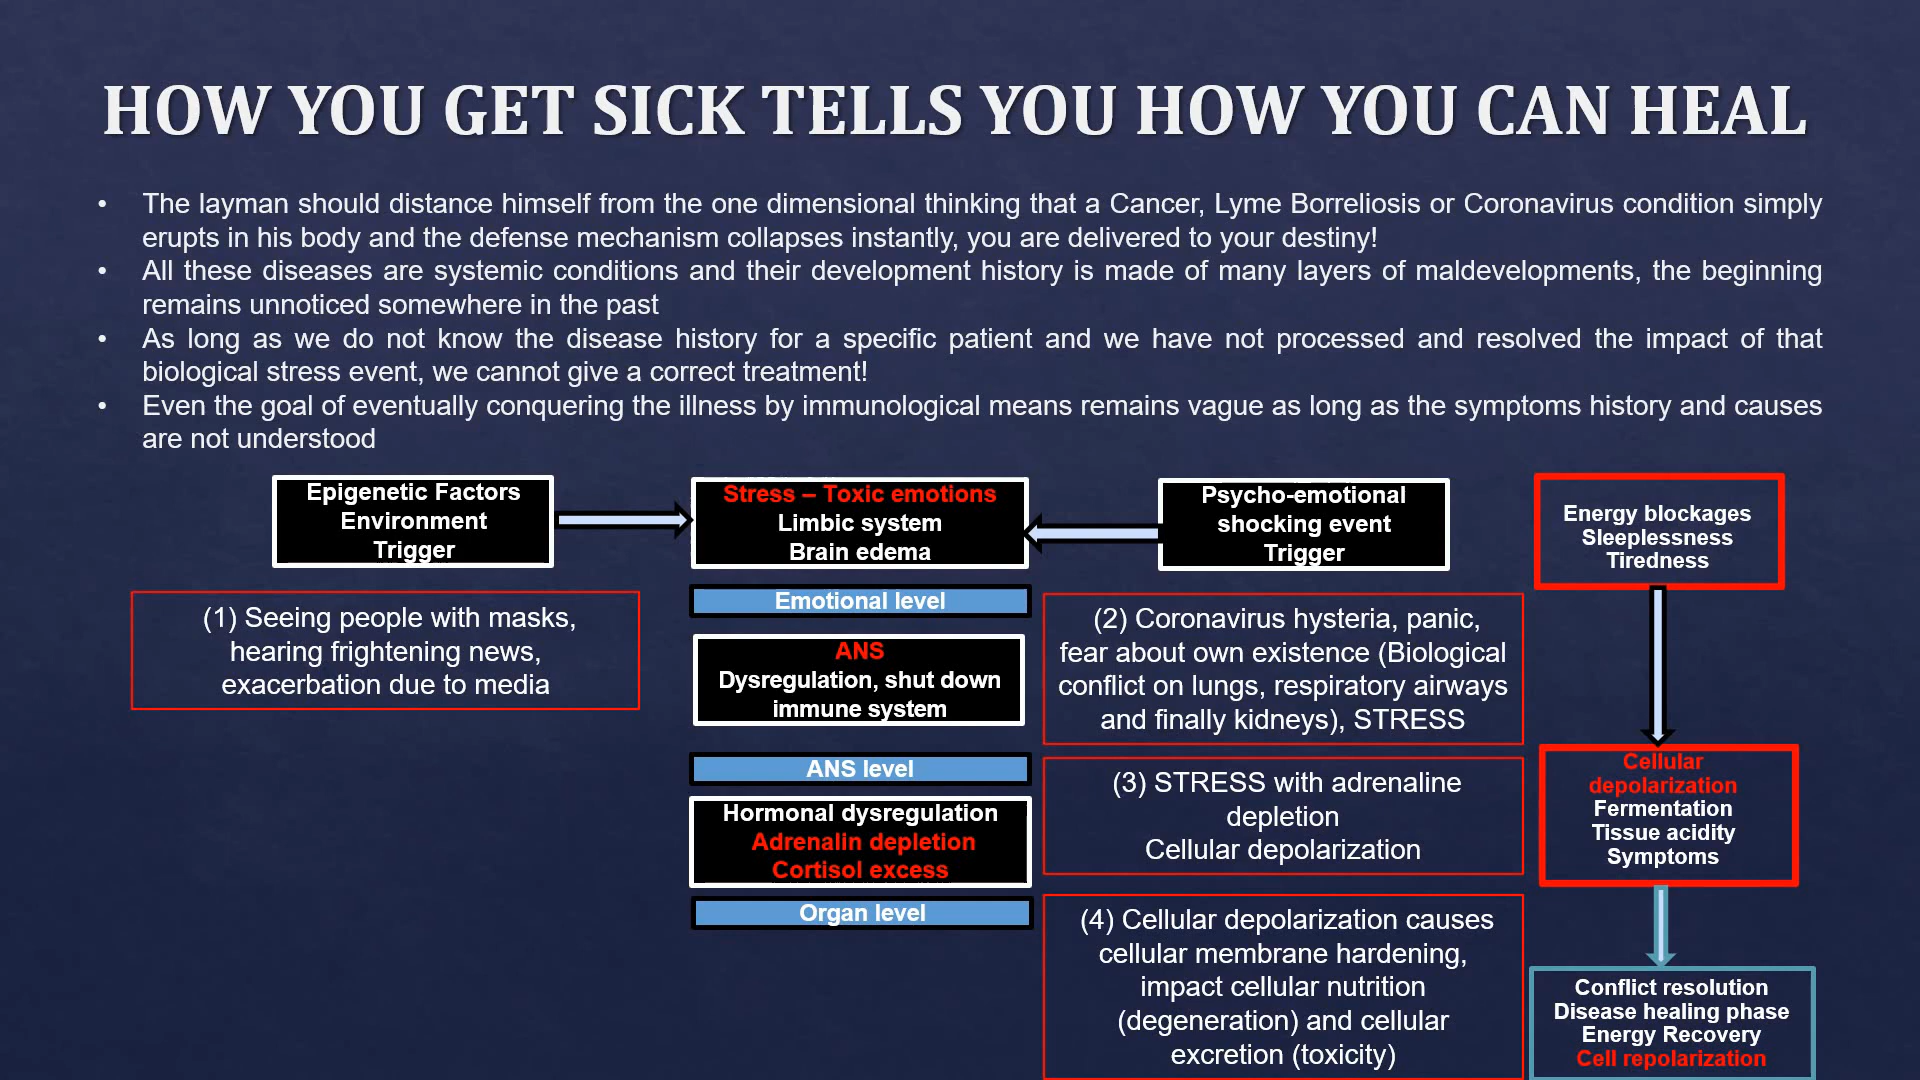 HOW YOU GET SICK TELLS YOU HOW YOU CAN HEAL
• The layman should distance himself from the one dimensional thinking that a Cancer, Lyme Borreliosis or Coronavirus condition simply
erupts in his body and the defense mechanism collapses instantly, you are delivered to your destiny!
• All these diseases are systemic conditions and their development history is made of many layers of maldevelopments, the beginning
remains unnoticed somewhere in the past
• As long as we do not know the disease history for a specific patient and we have not processed and resolved the impact of that
biological stress event, we cannot give a correct treatment!
• Even the goal of eventually conquering the illness by immunological means remains vague as long as the symptoms history and causes
are not understood
Epigenetic Factors
Environment
Trigger
Stress – Toxic emotions
Limbic system
Brain edema
Psycho-emotional
shocking event
Trigger
Energy blockages
Sleeplessness
Tiredness
(1) Seeing people with masks,
hearing frightening news,
exacerbation due to media
Emotional level
ANS
Dysregulation, shut down
immune system
(2) Coronavirus hysteria, panic,
fear about own existence (Biological
conflict on lungs, respiratory airways
and finally kidneys), STRESS
ANS level
Hormonal dysregulation
Adrenalin depletion
Cortisol excess
(3) STRESS with adrenaline
depletion
Cellular depolarization
Cellular
depolarization
Fermentation
Tissue acidity
Symptoms
Organ level
(4) Cellular depolarization causes
cellular membrane hardening,
impact cellular nutrition
(degeneration) and cellular
excretion (toxicity)
Conflict resolution
Disease healing phase
Energy Recovery
Cell repolarization